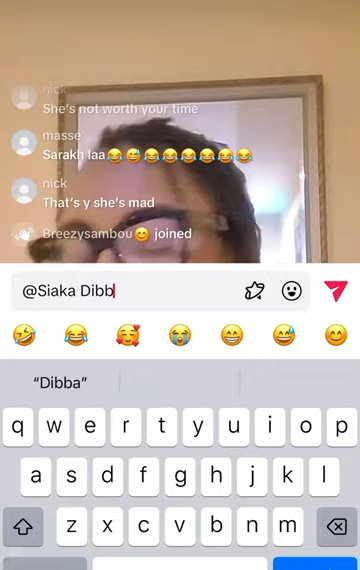 nick
She's not worth your time
masse
Sarakh laa😂😅😂😂😂😂😂😂
nick
That's y she's mad
Breezysambou😊 joined
@Siaka Dibb
“Dibba”
q w e r t y u i o p
a s d f g h j k l
z x c v b n m